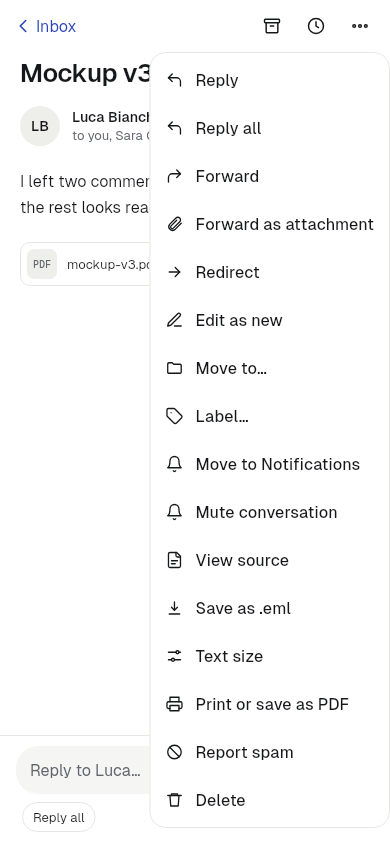 Inbox
Mockup v3
Luca Bianch
to you, Sara
I left two commen
the rest looks rea
PDF mockup-v3.pd
Reply
Reply all
Forward
Forward as attachment
Redirect
Edit as new
Move to…
Label…
Move to Notifications
Mute conversation
View source
Save as .eml
Text size
Print or save as PDF
Report spam
Delete
Reply to Luca…
Reply all